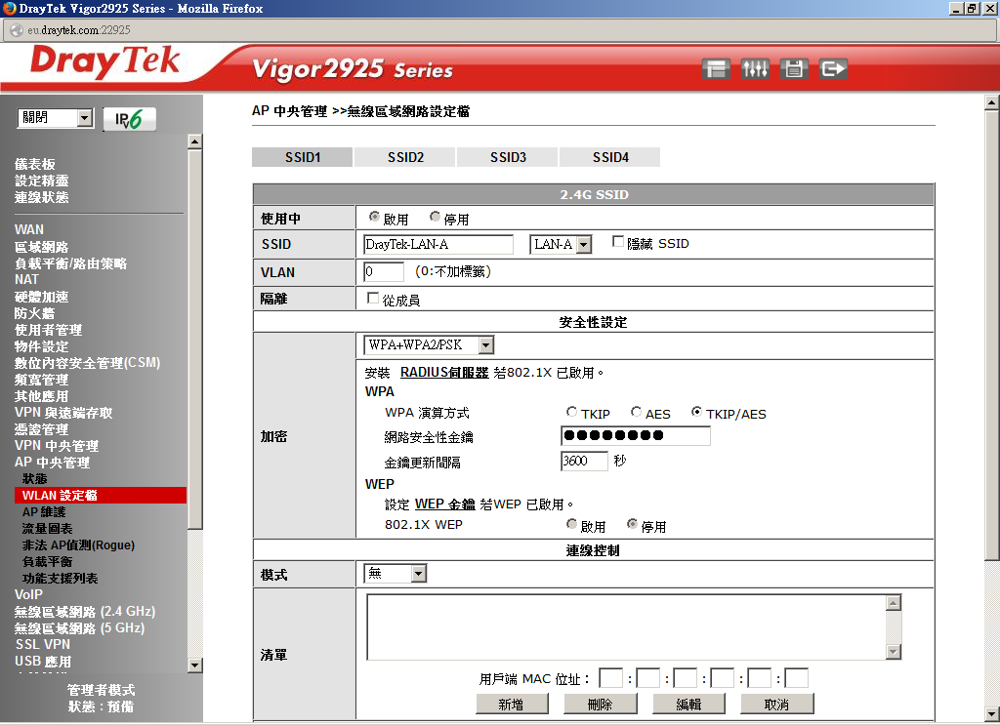 DrayTek Vigor2925 Series - Mozilla Firefox
eu.draytek.com:22925
DrayTek
Vigor2925 Series
關閉
IPv6
AP 中央管理 >>無線區域網路設定檔
儀表板
設定精靈
連線狀態
WAN
區域網路
負載平衡/路由策略
NAT
硬體加速
防火牆
使用者管理
物件設定
數位內容安全管理(CSM)
頻寬管理
其他應用
VPN 與遠端存取
憑證管理
VPN 中央管理
AP 中央管理
狀態
WLAN 設定檔
AP 維護
流量圖表
非法 AP偵測(Rogue)
負載平衡
功能支援列表
VoIP
無線區域網路 (2.4 GHz)
無線區域網路 (5 GHz)
SSL VPN
USB 應用
管理者模式
狀態：預備
SSID1 SSID2 SSID3 SSID4
2.4G SSID
使用中 啟用 停用
SSID DrayTek-LAN-A LAN-A 隱藏 SSID
VLAN 0 (0:不加標籤)
隔離 從成員
安全性設定
加密
WPA+WPA2/PSK
安裝 RADIUS伺服器 若802.1X 已啟用。
WPA
WPA 演算方式 TKIP AES TKIP/AES
網路安全性金鑰 ●●●●●●●●
金鑰更新間隔 3600 秒
WEP
設定 WEP 金鑰 若WEP 已啟用。
802.1X WEP 啟用 停用
連線控制
模式 無
清單
用戶端 MAC 位址： : : : : :
新增 刪除 編輯 取消